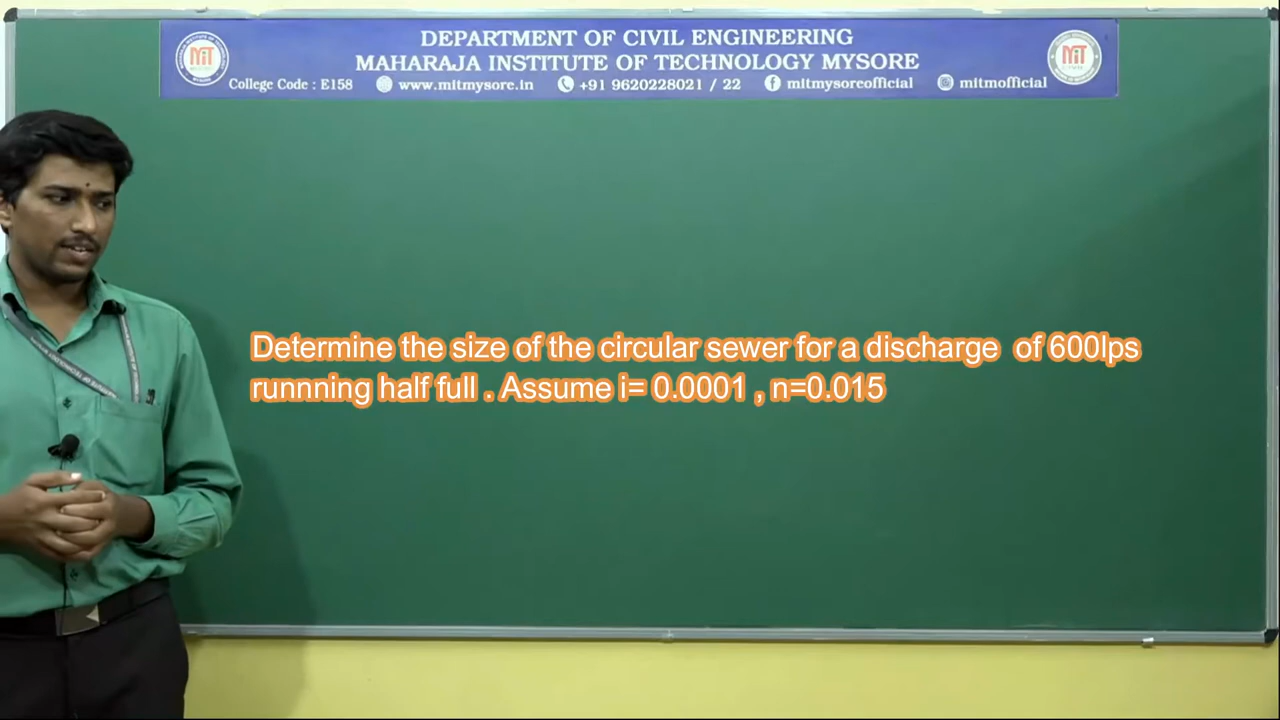 DEPARTMENT OF CIVIL ENGINEERING
MAHARAJA INSTITUTE OF TECHNOLOGY MYSORE
College Code : E158 www.mitmysore.in +91 9620228021 / 22 mitmysoreofficial mitmofficial
MiT
MiT
Determine the size of the circular sewer for a discharge of 600lps
runnning half full . Assume i= 0.0001 , n=0.015